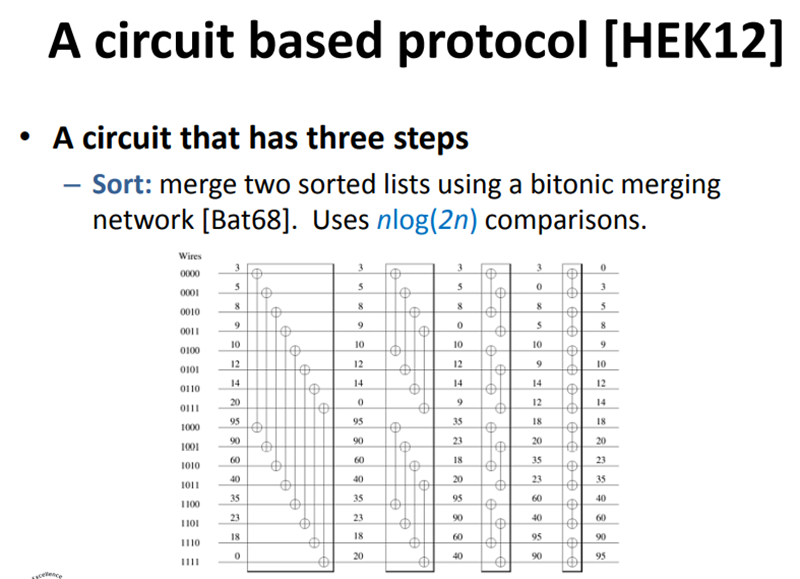 A circuit based protocol [HEK12]
• A circuit that has three steps
– Sort: merge two sorted lists using a bitonic merging
network [Bat68].  Uses nlog(2n) comparisons.
Wires
0000 3 3 3 3 0
0001 5 5 5 0 3
0010 8 8 8 8 5
0011 9 9 0 5 8
0100 10 10 10 10 9
0101 12 12 12 9 10
0110 14 14 14 14 12
0111 20 0 9 12 14
1000 95 95 35 18 18
1001 90 90 23 20 20
1010 60 60 18 35 23
1011 40 40 20 23 35
1100 35 35 95 60 40
1101 23 23 90 40 60
1110 18 18 60 95 90
1111 0 20 40 90 95
xcellence